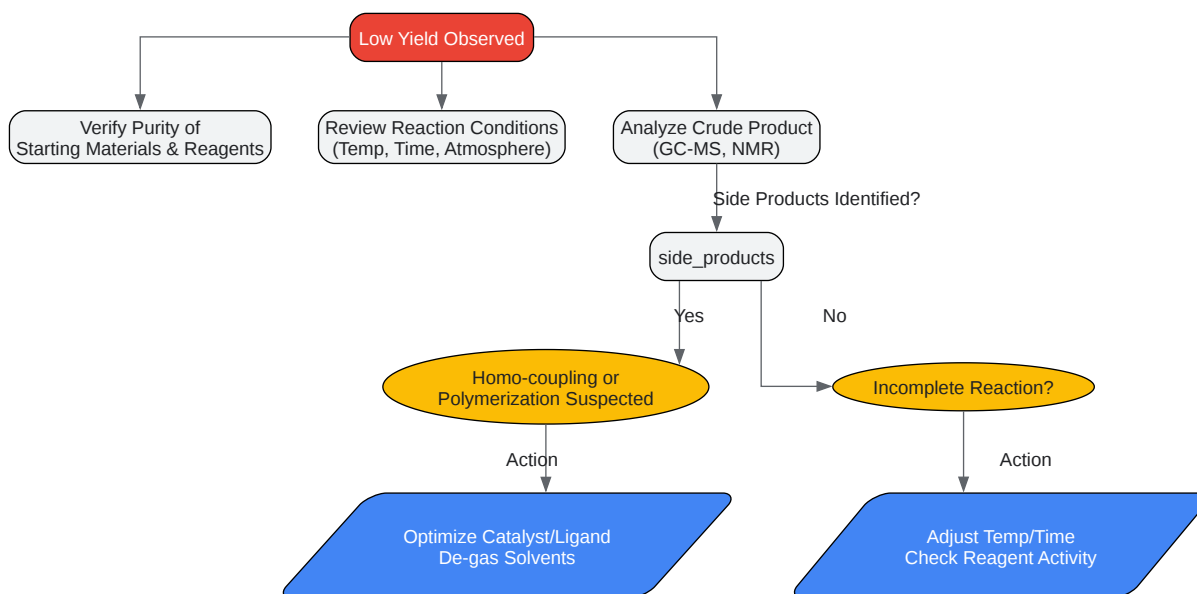 Low Yield Observed
Verify Purity of
Starting Materials & Reagents
Review Reaction Conditions
(Temp, Time, Atmosphere)
Analyze Crude Product
(GC-MS, NMR)
Side Products Identified?
side_products
Yes
No
Homo-coupling or
Polymerization Suspected
Incomplete Reaction?
Action
Action
Optimize Catalyst/Ligand
De-gas Solvents
Adjust Temp/Time
Check Reagent Activity